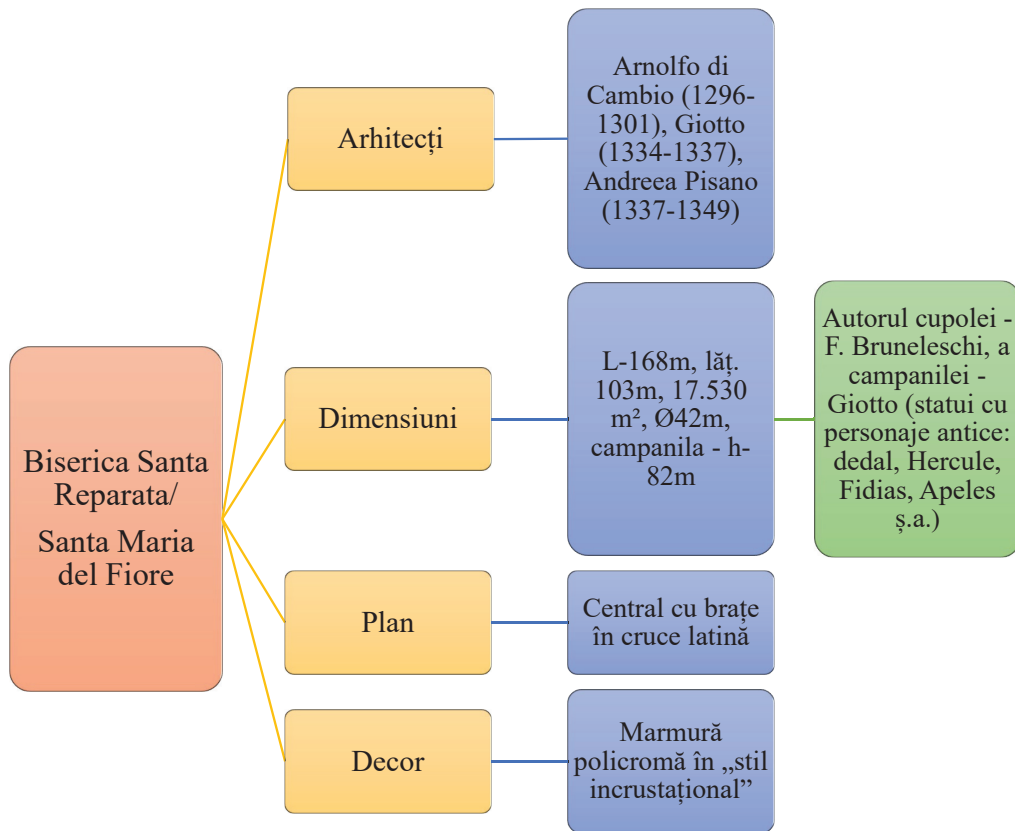 Biserica Santa
Reparata/
Santa Maria
del Fiore
Arhitecți
Arnolfo di
Cambio (1296-
1301), Giotto
(1334-1337),
Andreea Pisano
(1337-1349)
Dimensiuni
L-168m, lăț.
103m, 17.530
m², Ø42m,
campanila - h-
82m
Autorul cupolei -
F. Bruneleschi, a
campanilei -
Giotto (statui cu
personaje antice:
dedal, Hercule,
Fidias, Apeles
ș.a.)
Plan
Central cu brațe
în cruce latină
Decor
Marmură
policromă în „stil
incrustațional”